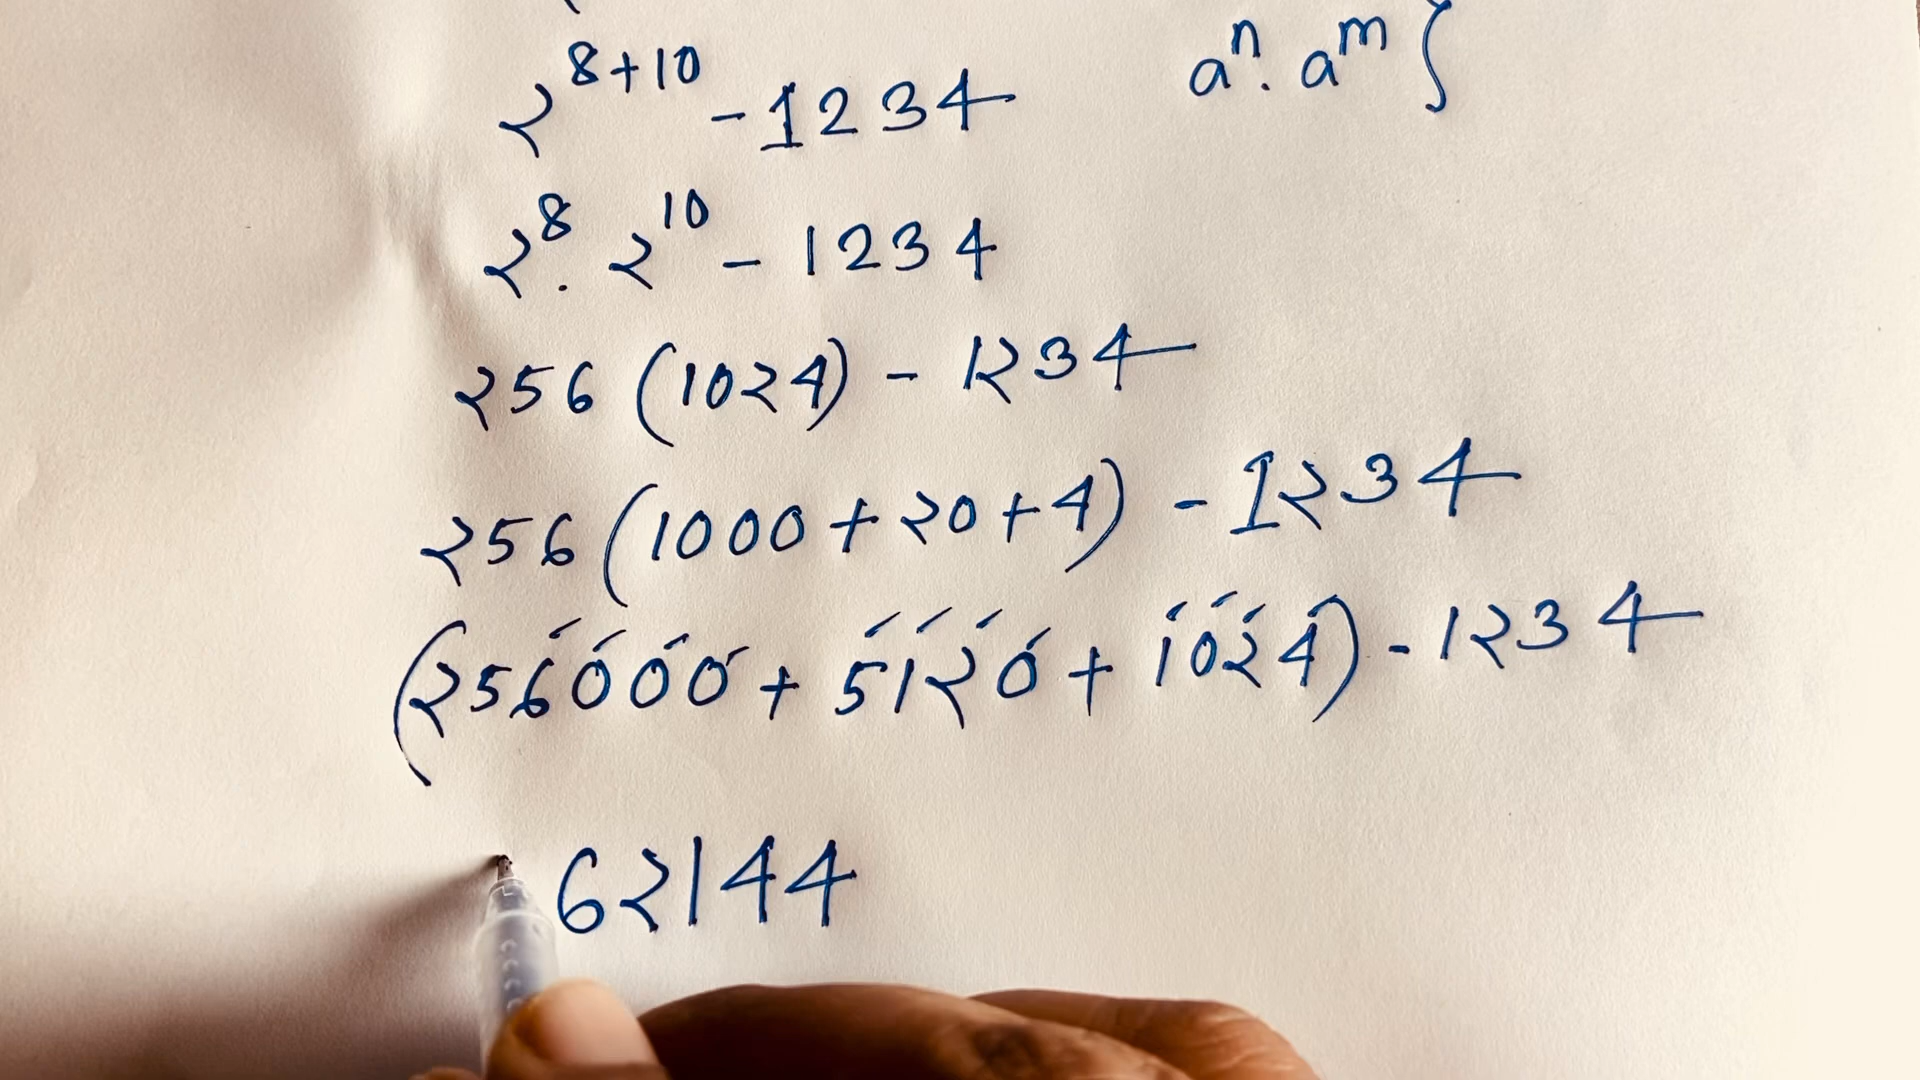 2^{8+10} - 1234
a^n . a^m }
2^8 . 2^{10} - 1234
256 (1024) - 1234
256 (1000 + 20 + 4) - 1234
(256000 + 5120 + 1024) - 1234
62144